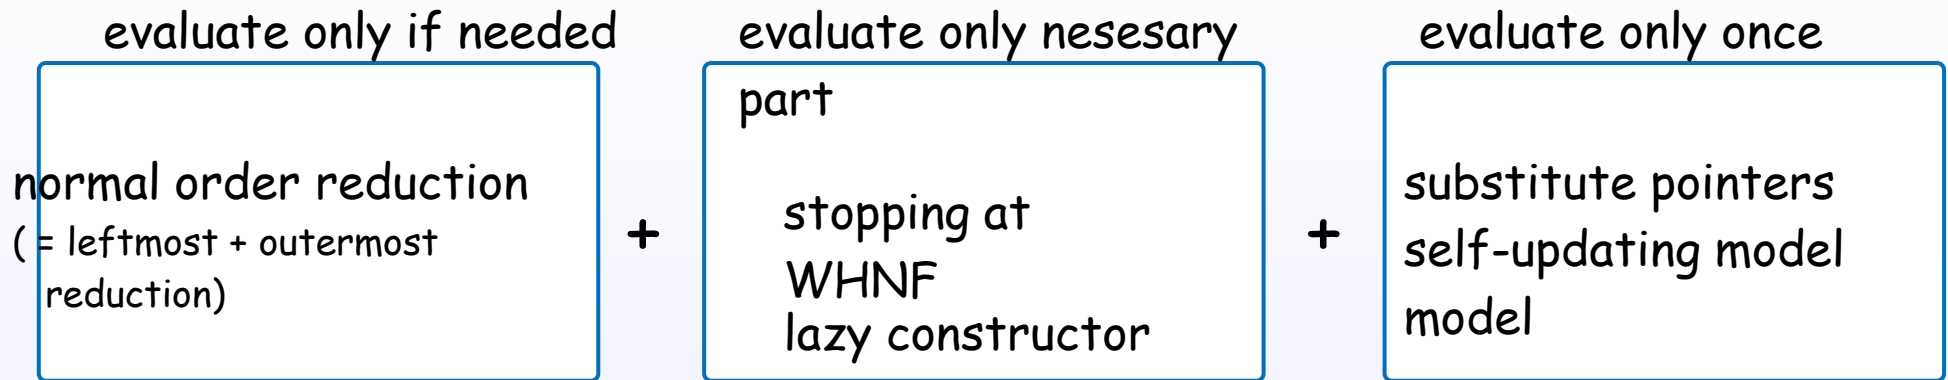 evaluate only if needed
normal order reduction
( = leftmost + outermost
reduction)
+
evaluate only nesesary
part
stopping at
WHNF
lazy constructor
+
evaluate only once
substitute pointers
self-updating model
model